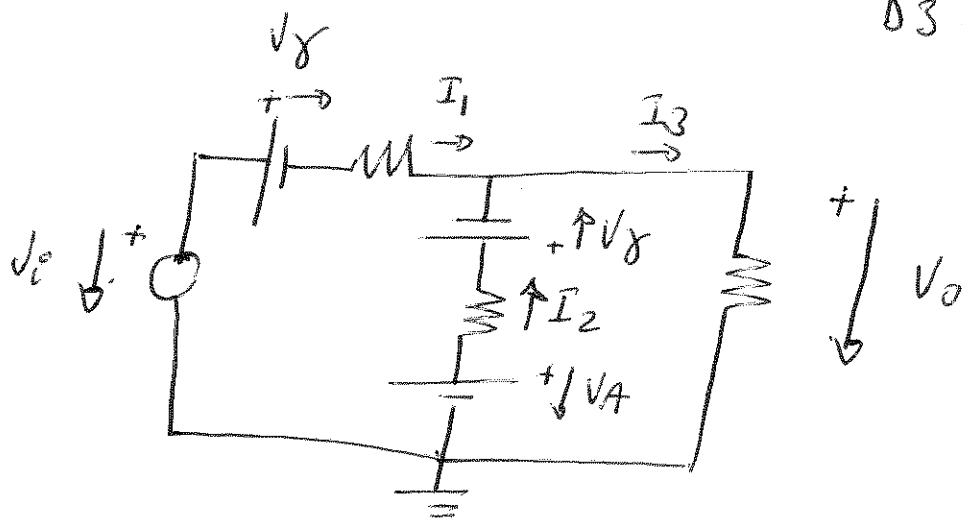 D3
Vγ
+
I1
I3
Vi
+
+
Vγ
I2
+
VA
+
Vo